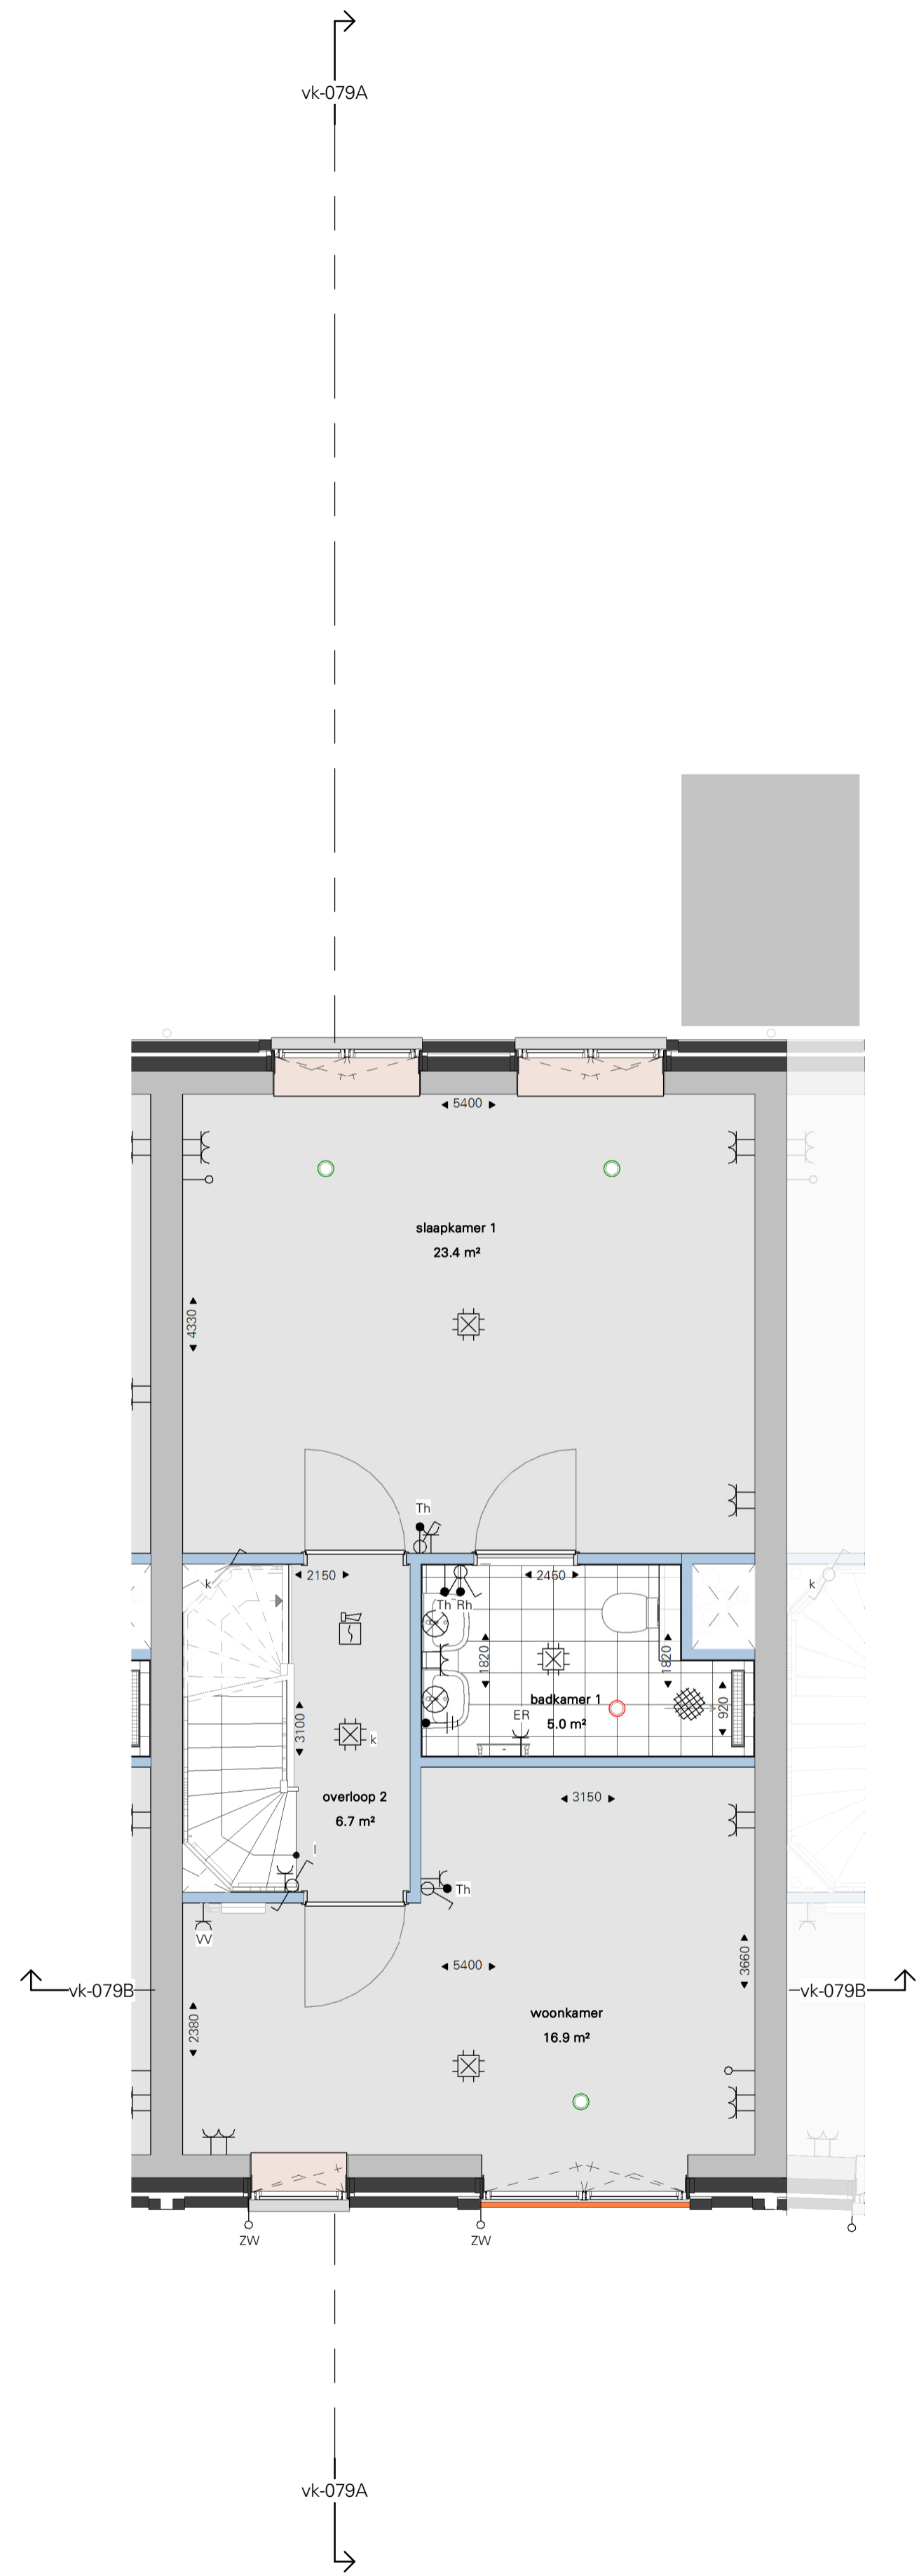 vk-079A
5400
slaapkamer 1
23.4 m²
4330
Th
k
2150
2450
k
Th Rh
1820
1820
badkamer 1
5.0 m²
ER
920
3100
k
overloop 2
6.7 m²
3150
I
Th
VV
5400
3660
vk-079B
vk-079B
woonkamer
16.9 m²
2380
ZW
ZW
vk-079A